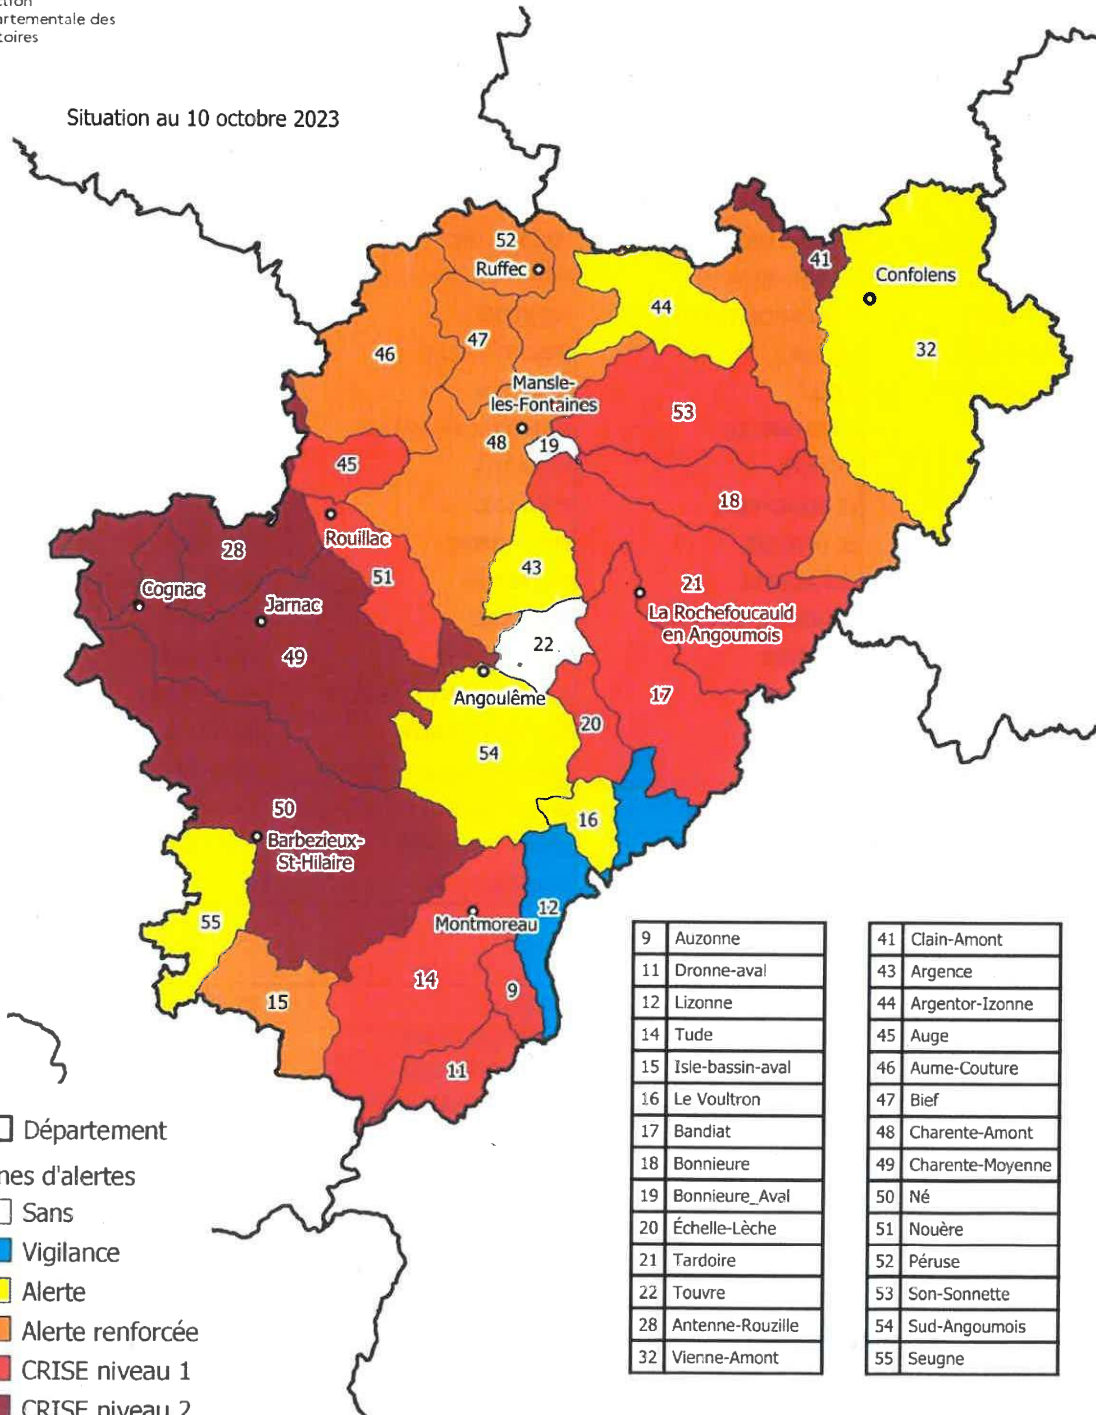 artementale des
toires
Situation au 10 octobre 2023
52
Ruffec
41
Confolens
44
32
46
47
Mansle-
les-Fontaines
53
48
19
45
18
Rouillac
28
43
51
21
Cognac
Jarnac
La Rochefoucauld
en Angoumois
22
49
Angoulême
17
20
54
50
16
Barbezieux-
St-Hilaire
55
12
Montmoreau
14
9
15
11
9 Auzonne
11 Dronne-aval
12 Lizonne
14 Tude
15 Isle-bassin-aval
16 Le Voultron
17 Bandiat
18 Bonnieure
19 Bonnieure_Aval
20 Échelle-Lèche
21 Tardoire
22 Touvre
28 Antenne-Rouzille
32 Vienne-Amont
41 Clain-Amont
43 Argence
44 Argentor-Izonne
45 Auge
46 Aume-Couture
47 Bief
48 Charente-Amont
49 Charente-Moyenne
50 Né
51 Nouère
52 Péruse
53 Son-Sonnette
54 Sud-Angoumois
55 Seugne
Département
nes d'alertes
Sans
Vigilance
Alerte
Alerte renforcée
CRISE niveau 1
CRISE niveau 2